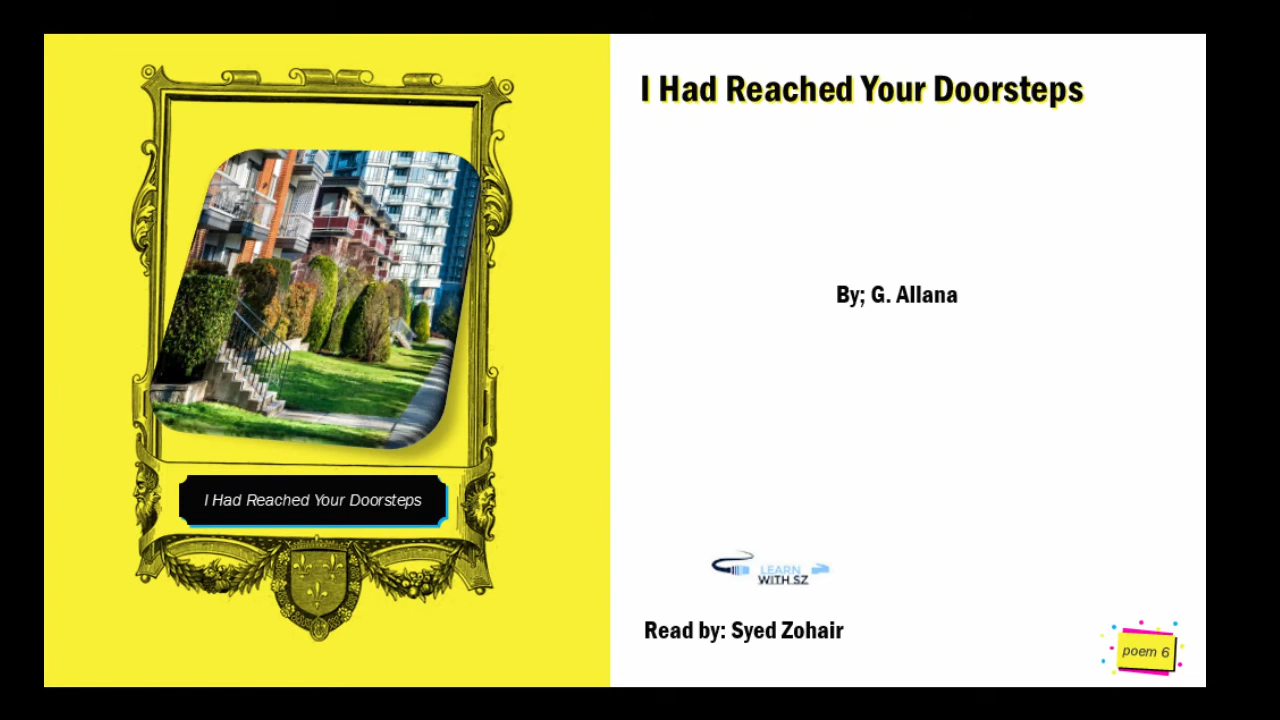 I Had Reached Your Doorsteps
I Had Reached Your Doorsteps
By; G. Allana
LEARN
WITH SZ
Read by: Syed Zohair
poem 6